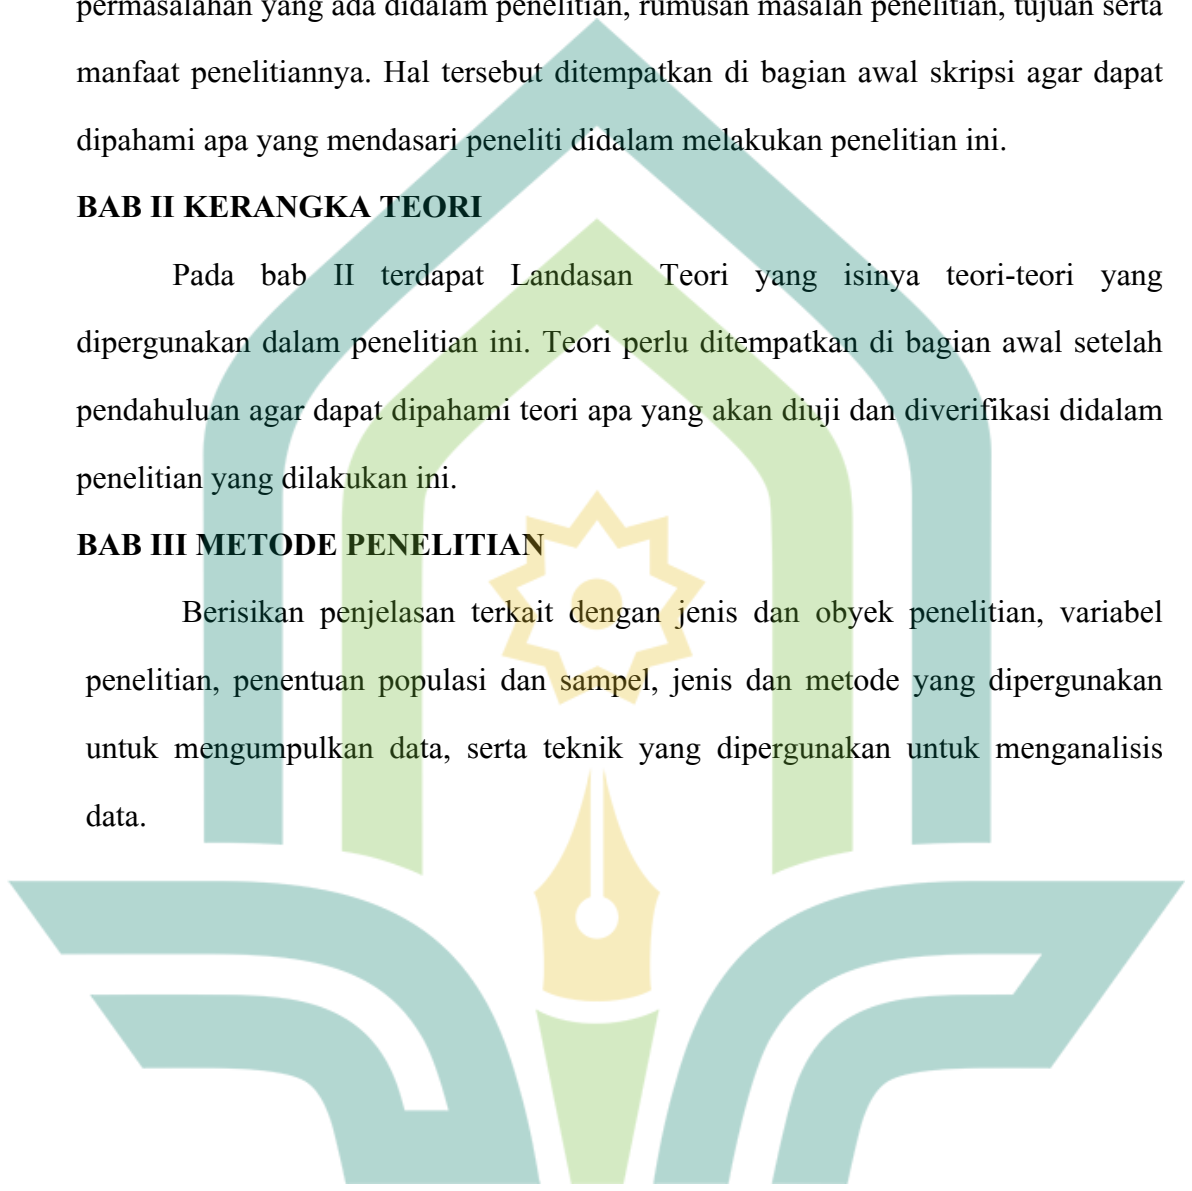 permasalahan yang ada didalam penelitian, rumusan masalah penelitian, tujuan serta
manfaat penelitiannya. Hal tersebut ditempatkan di bagian awal skripsi agar dapat
dipahami apa yang mendasari peneliti didalam melakukan penelitian ini.
BAB II KERANGKA TEORI
Pada bab II terdapat Landasan Teori yang isinya teori-teori yang
dipergunakan dalam penelitian ini. Teori perlu ditempatkan di bagian awal setelah
pendahuluan agar dapat dipahami teori apa yang akan diuji dan diverifikasi didalam
penelitian yang dilakukan ini.
BAB III METODE PENELITIAN
Berisikan penjelasan terkait dengan jenis dan obyek penelitian, variabel
penelitian, penentuan populasi dan sampel, jenis dan metode yang dipergunakan
untuk mengumpulkan data, serta teknik yang dipergunakan untuk menganalisis
data.